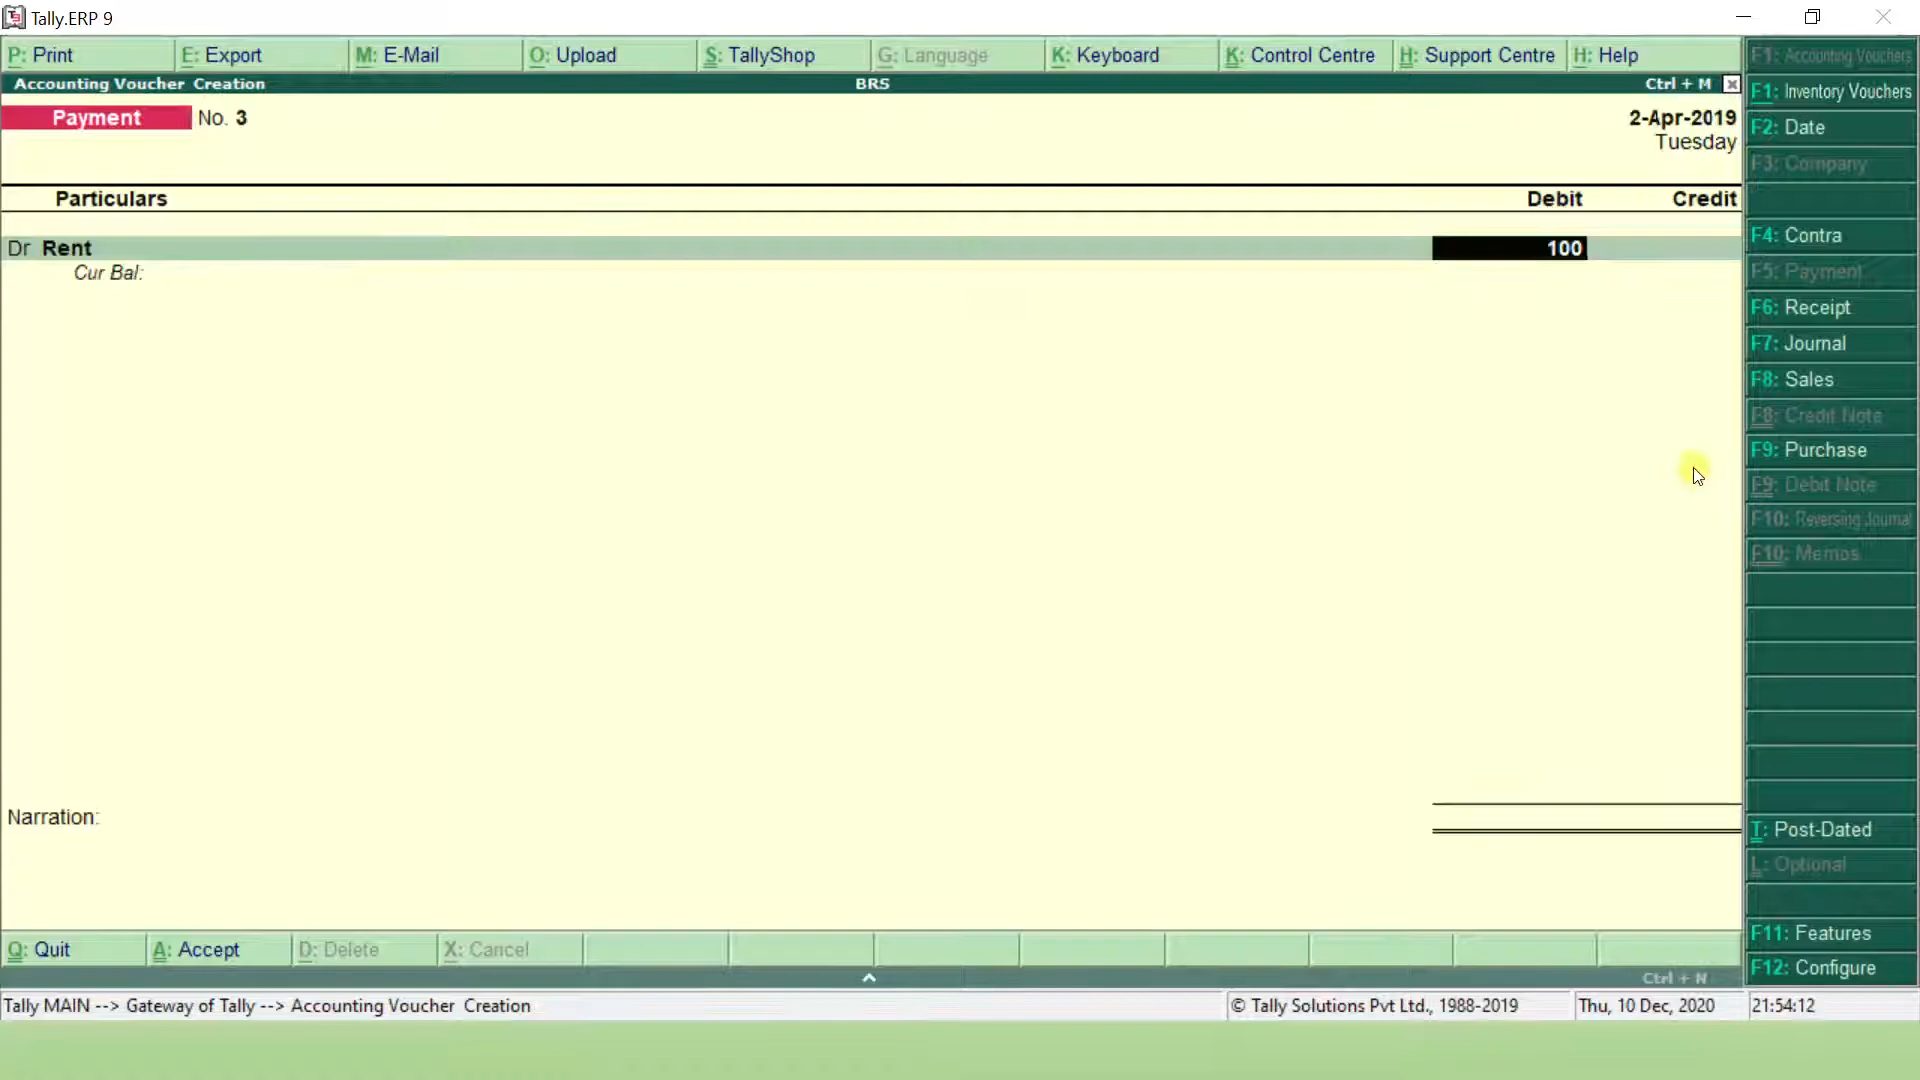 Tally.ERP 9
P: Print E: Export M: E-Mail O: Upload S: TallyShop G: Language K: Keyboard K: Control Centre H: Support Centre H: Help
Accounting Voucher Creation BRS Ctrl + M
Payment No. 3 2-Apr-2019
Tuesday
Particulars Debit Credit
Dr Rent 100
Cur Bal:
Narration:
F1: Accounting Vouchers
F1: Inventory Vouchers
F2: Date
F3: Company
F4: Contra
F5: Payment
F6: Receipt
F7: Journal
F8: Sales
F8: Credit Note
F9: Purchase
F9: Debit Note
F10: Reversing Journal
F10: Memos
T: Post-Dated
L: Optional
F11: Features
F12: Configure
Q: Quit A: Accept D: Delete X: Cancel
Ctrl + N
Tally MAIN --> Gateway of Tally --> Accounting Voucher Creation © Tally Solutions Pvt Ltd., 1988-2019 Thu, 10 Dec, 2020 21:54:12